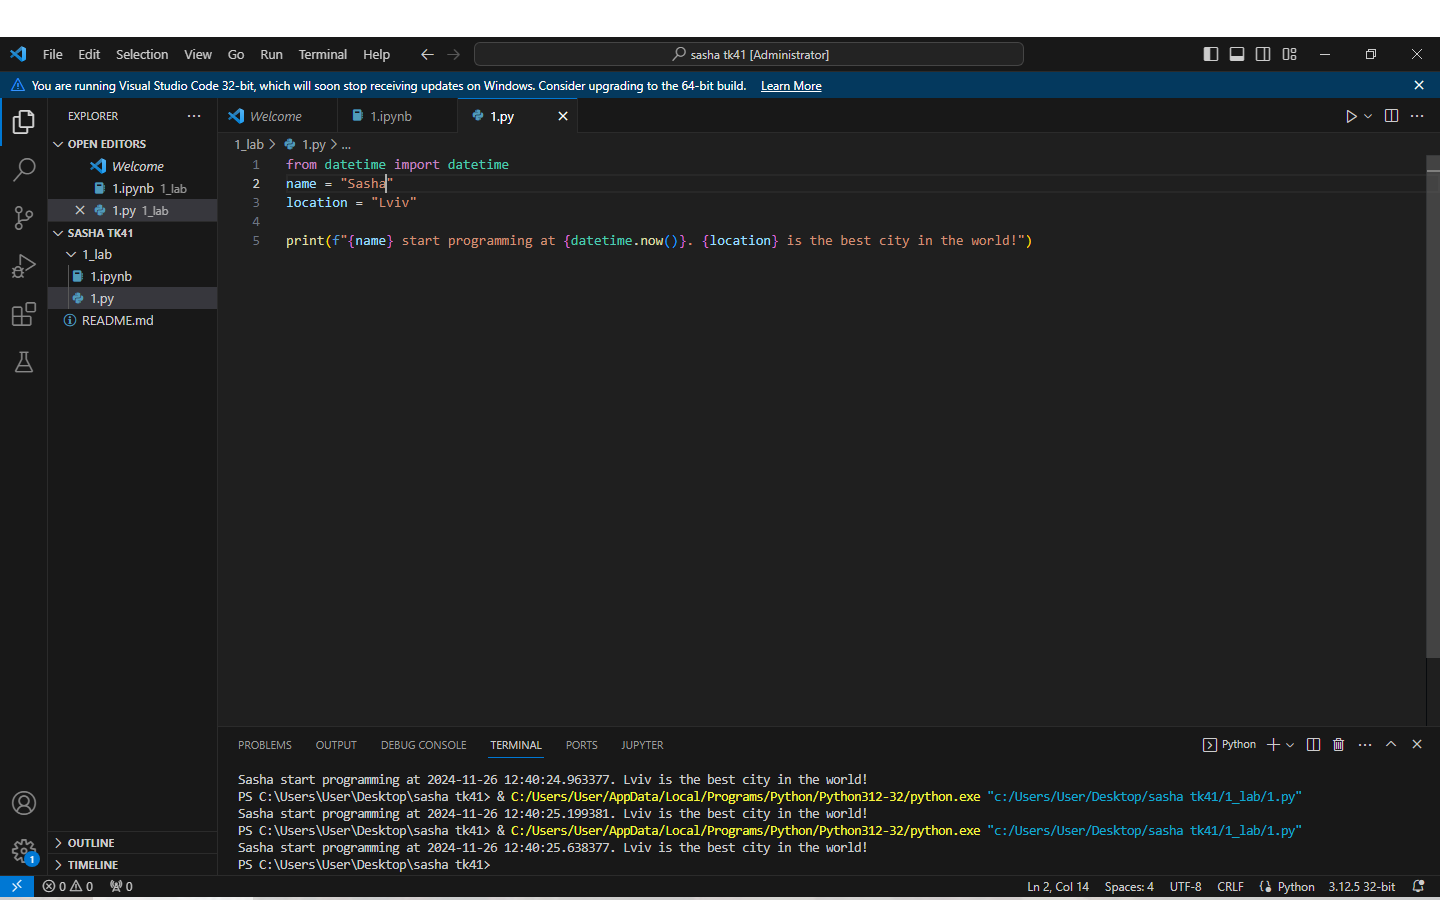 File Edit Selection View Go Run Terminal Help sasha tk41 [Administrator]
You are running Visual Studio Code 32-bit, which will soon stop receiving updates on Windows. Consider upgrading to the 64-bit build. Learn More
EXPLORER
OPEN EDITORS
Welcome
1.ipynb 1_lab
1.py 1_lab
SASHA TK41
1_lab
1.ipynb
1.py
README.md
OUTLINE
TIMELINE
1
Welcome 1.ipynb 1.py
1_lab > 1.py > ...
1 from datetime import datetime
2 name = "Sasha"
3 location = "Lviv"
4
5 print(f"{name} start programming at {datetime.now()}. {location} is the best city in the world!")
PROBLEMS OUTPUT DEBUG CONSOLE TERMINAL PORTS JUPYTER Python
Sasha start programming at 2024-11-26 12:40:24.963377. Lviv is the best city in the world!
PS C:\Users\User\Desktop\sasha tk41> & C:/Users/User/AppData/Local/Programs/Python/Python312-32/python.exe "c:/Users/User/Desktop/sasha tk41/1_lab/1.py"
Sasha start programming at 2024-11-26 12:40:25.199381. Lviv is the best city in the world!
PS C:\Users\User\Desktop\sasha tk41> & C:/Users/User/AppData/Local/Programs/Python/Python312-32/python.exe "c:/Users/User/Desktop/sasha tk41/1_lab/1.py"
Sasha start programming at 2024-11-26 12:40:25.638377. Lviv is the best city in the world!
PS C:\Users\User\Desktop\sasha tk41>
0 0 0 Ln 2, Col 14 Spaces: 4 UTF-8 CRLF Python 3.12.5 32-bit